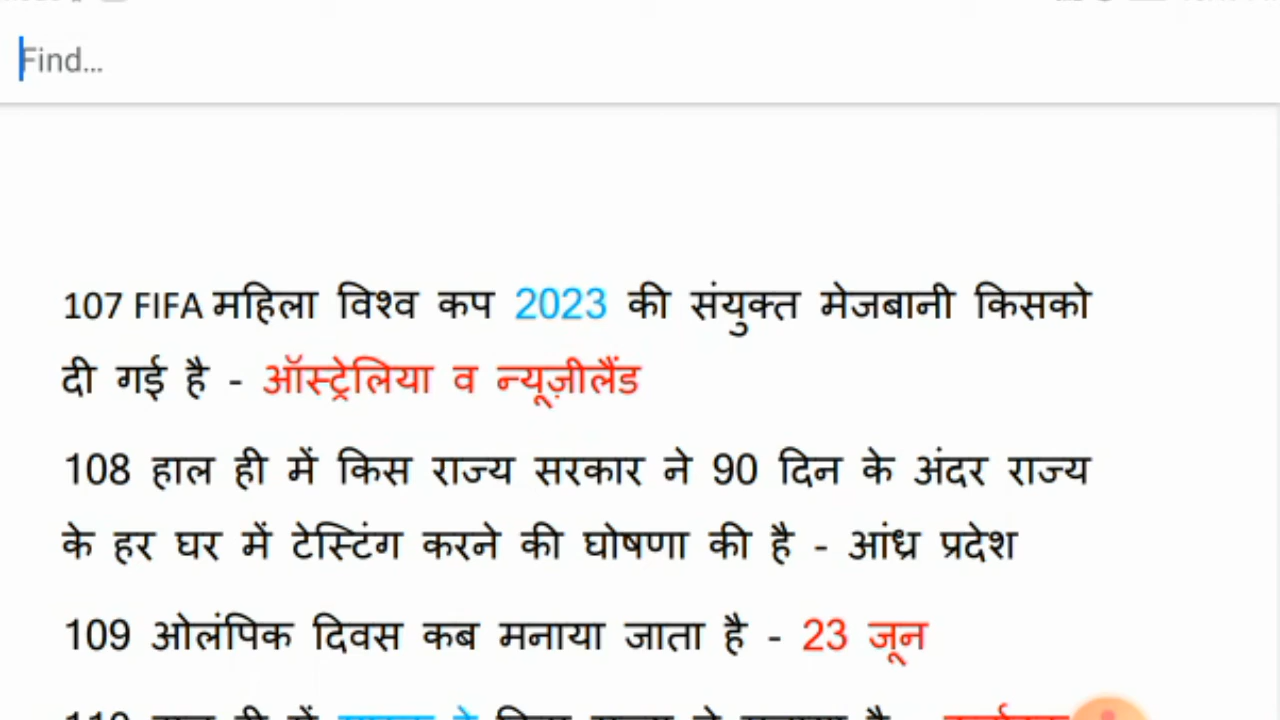 Find...
107 FIFA महिला विश्व कप 2023 की संयुक्त मेजबानी किसको
दी गई है - ऑस्ट्रेलिया व न्यूज़ीलैंड
108 हाल ही में किस राज्य सरकार ने 90 दिन के अंदर राज्य
के हर घर में टेस्टिंग करने की घोषणा की है - आंध्र प्रदेश
109 ओलंपिक दिवस कब मनाया जाता है - 23 जून